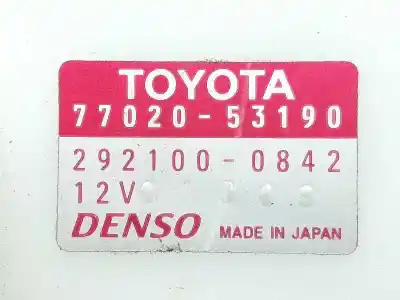 TOYOTA
77020-53190
292100-0842
12V
DENSO MADE IN JAPAN